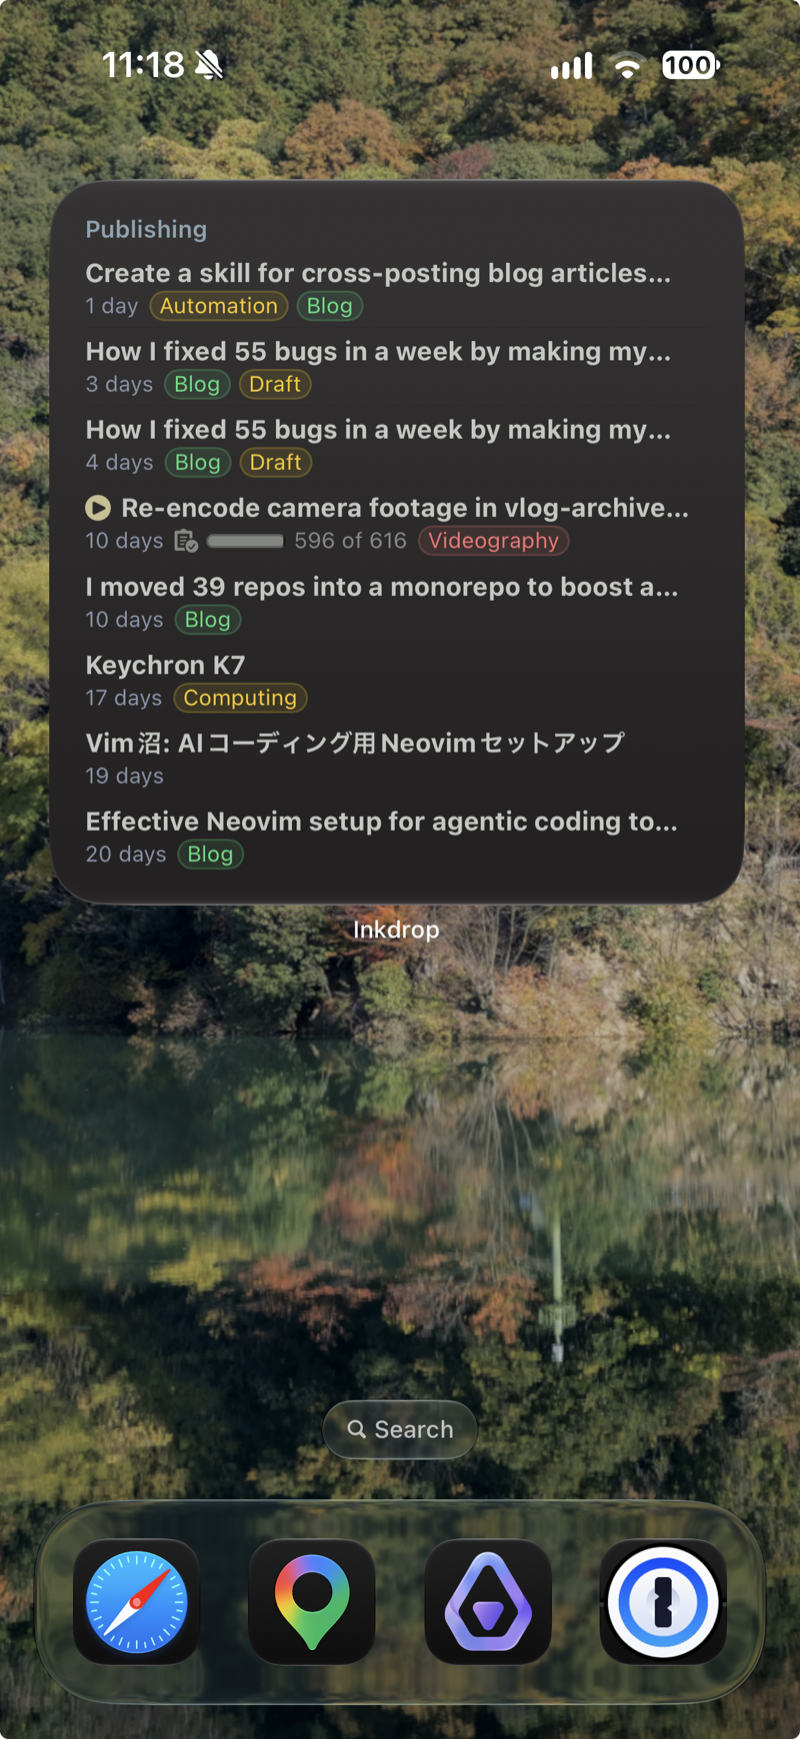 11:18
100
Publishing
Create a skill for cross-posting blog articles...
1 day Automation Blog
How I fixed 55 bugs in a week by making my...
3 days Blog Draft
How I fixed 55 bugs in a week by making my...
4 days Blog Draft
Re-encode camera footage in vlog-archive...
10 days 596 of 616 Videography
I moved 39 repos into a monorepo to boost a...
10 days Blog
Keychron K7
17 days Computing
Vim沼: AIコーディング用Neovimセットアップ
19 days
Effective Neovim setup for agentic coding to...
20 days Blog
Inkdrop
Search